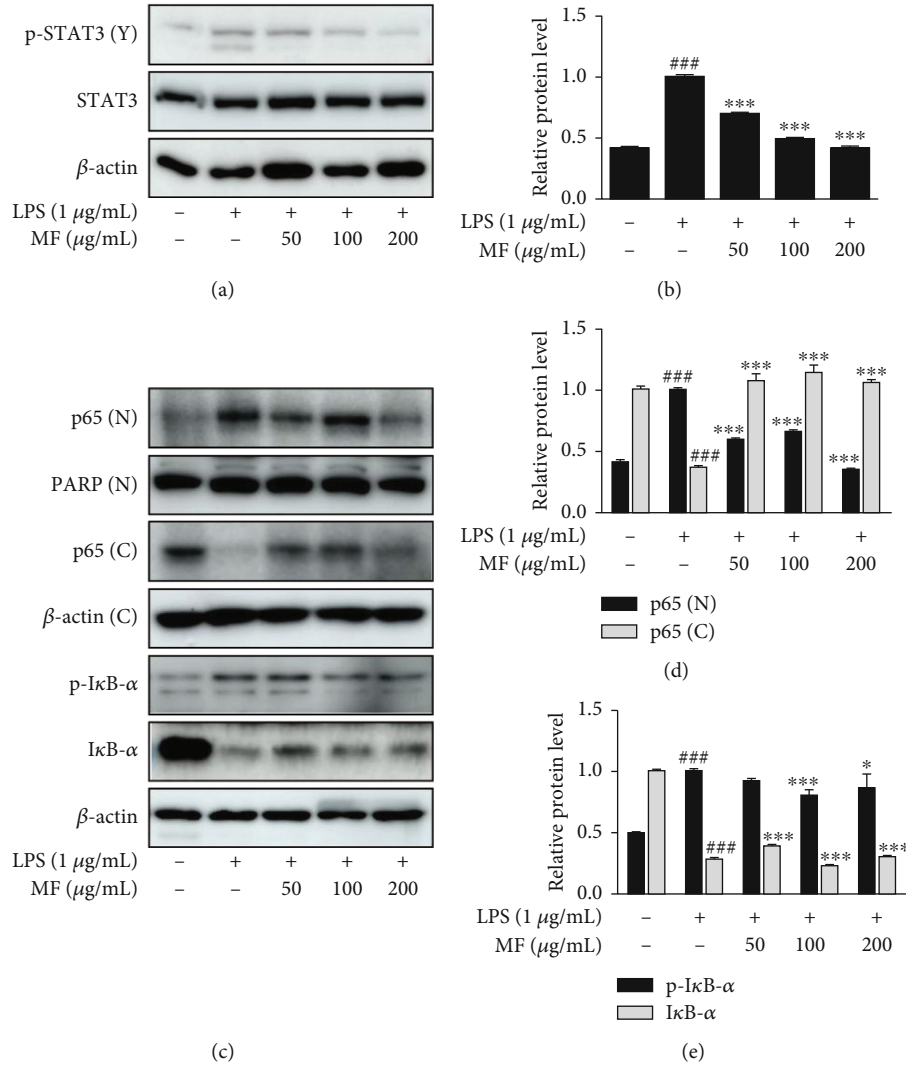 p-STAT3 (Y)
STAT3
β-actin
LPS (1 μg/mL) – + + + +
MF (μg/mL) – – 50 100 200
(a)
Relative protein level
1.5
1.0
0.5
0.0
###
***
***
***
LPS (1 μg/mL) – + + + +
MF (μg/mL) – – 50 100 200
(b)
p65 (N)
PARP (N)
p65 (C)
β-actin (C)
p-IκB-α
IκB-α
β-actin
LPS (1 μg/mL) – + + + +
MF (μg/mL) – – 50 100 200
(c)
Relative protein level
1.5
1.0
0.5
0.0
###
###
***
***
***
***
***
***
LPS (1 μg/mL) – + + + +
MF (μg/mL) – – 50 100 200
p65 (N)
p65 (C)
(d)
Relative protein level
1.5
1.0
0.5
0.0
###
###
***
***
***
*
***
LPS (1 μg/mL) – + + + +
MF (μg/mL) – – 50 100 200
p-IκB-α
IκB-α
(e)